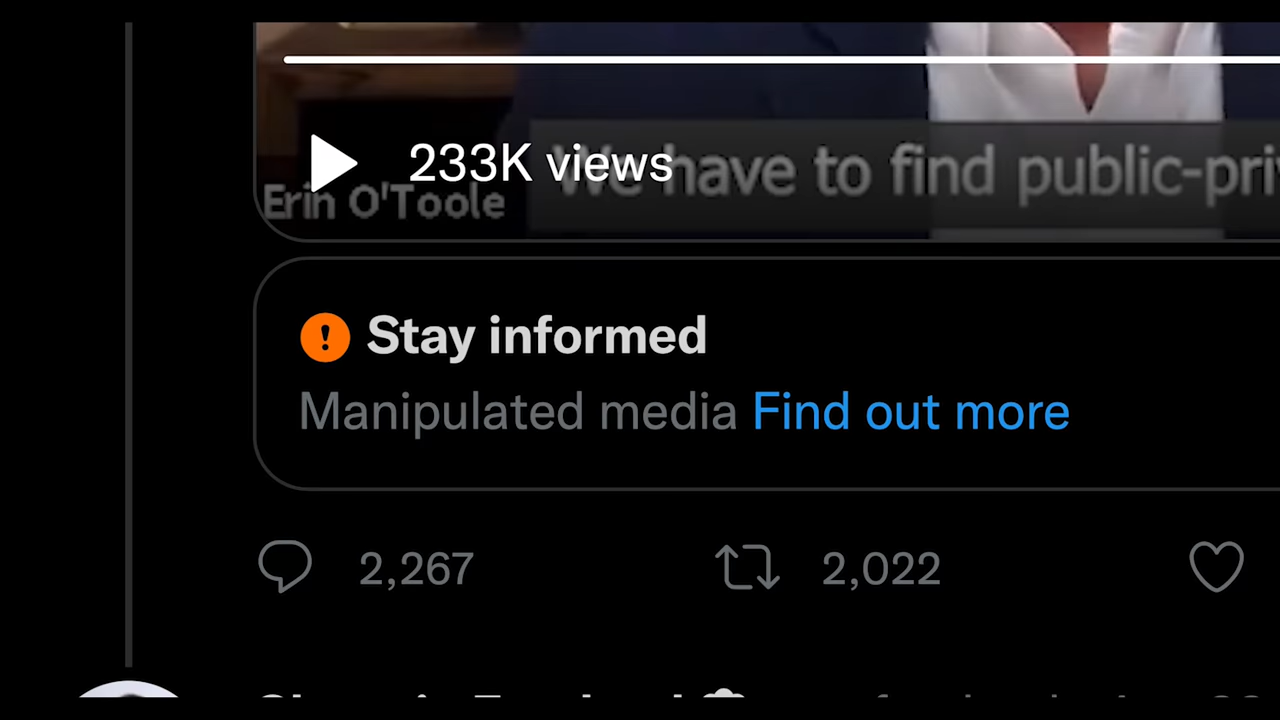 233K views
We have to find public-pri
Erin O'Toole
! Stay informed
Manipulated media Find out more
2,267 2,022